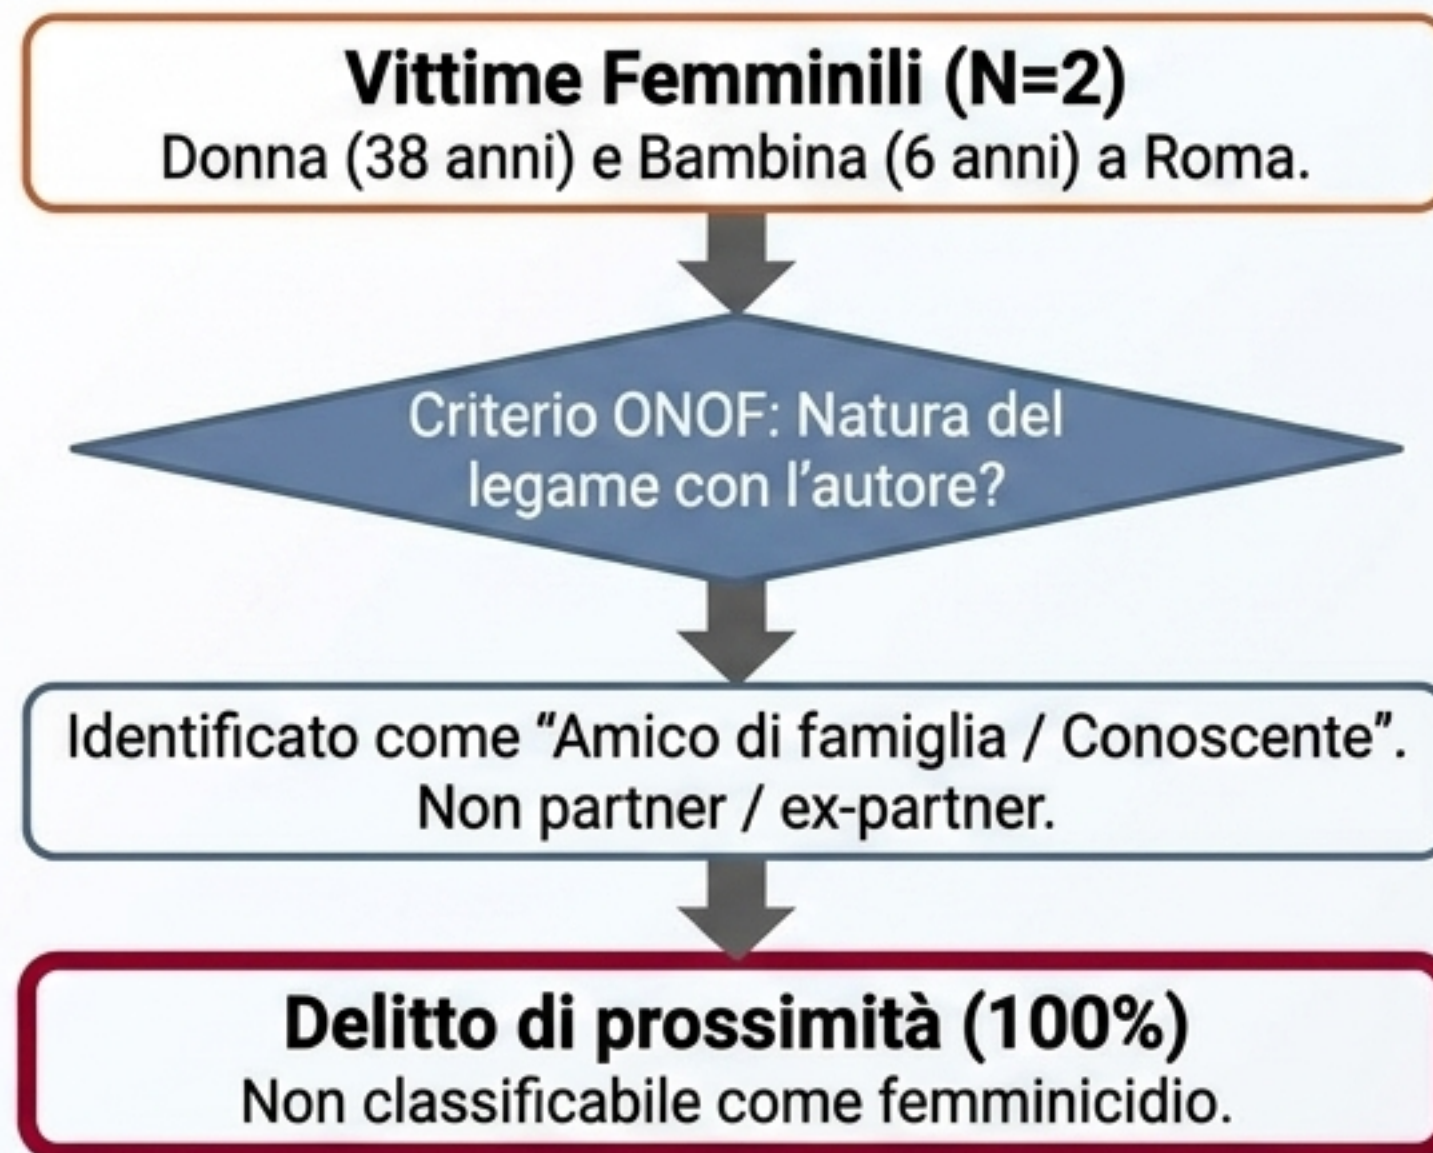 Vittime Femminili (N=2)
Donna (38 anni) e Bambina (6 anni) a Roma.
Criterio ONOF: Natura del
legame con l’autore?
Identificato come “Amico di famiglia / Conoscente”.
Non partner / ex-partner.
Delitto di prossimità (100%)
Non classificabile come femminicidio.